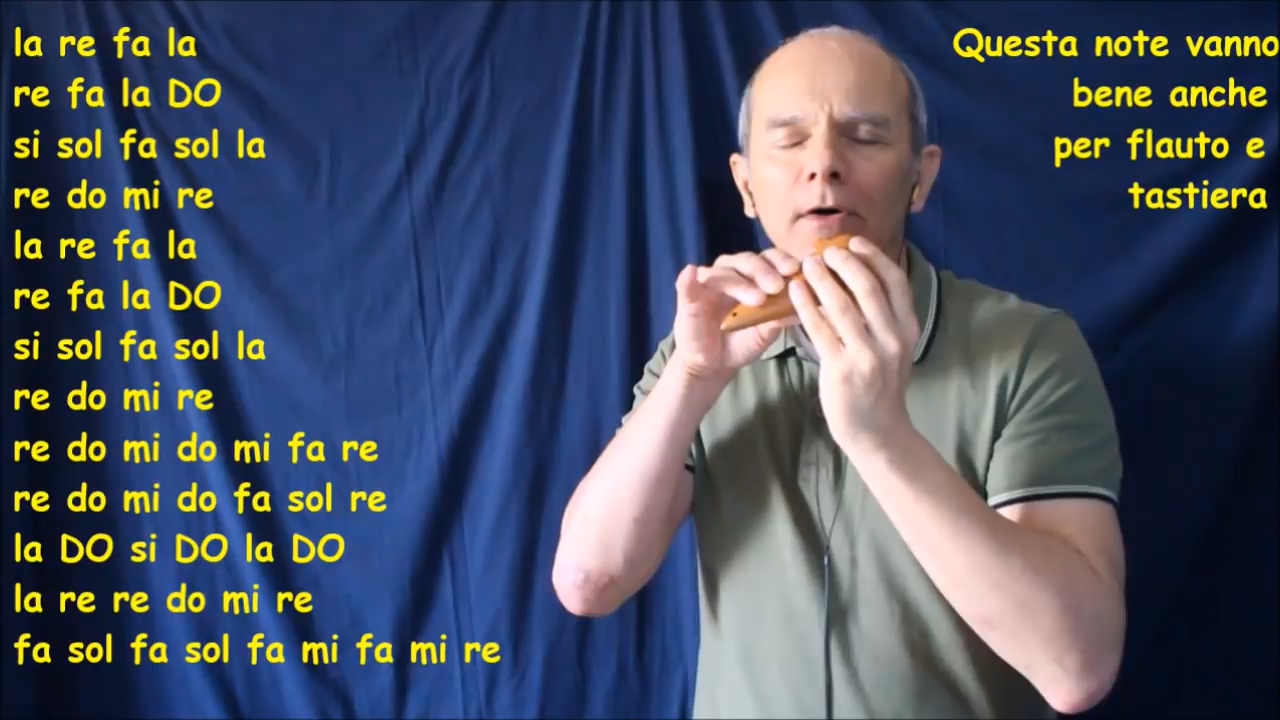 la re fa la
re fa la DO
si sol fa sol la
re do mi re
la re fa la
re fa la DO
si sol fa sol la
re do mi re
re do mi do mi fa re
re do mi do fa sol re
la DO si DO la DO
la re re do mi re
fa sol fa sol fa mi fa mi re
Questa note vanno
bene anche
per flauto e
tastiera